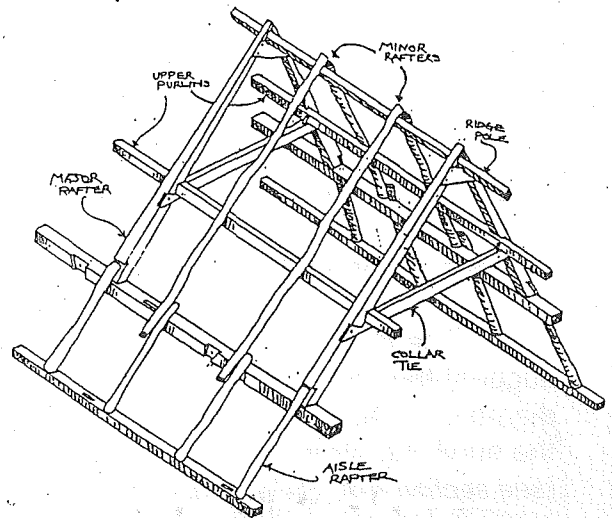 MINOR
RAFTERS
UPPER
PURLINS
RIDGE
POLE
MAJOR
RAFTER
COLLAR
TIE
AISLE
RAFTER